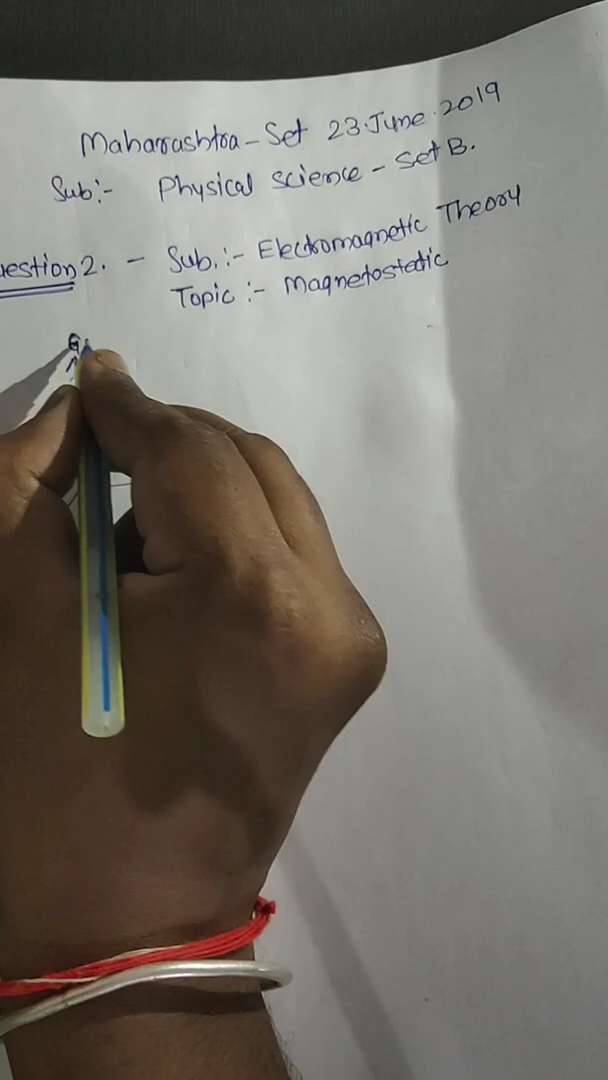 Maharashtra - Set 23.June.2019
Sub:- Physical science - Set B.
uestion 2. - Sub.:- Electromagnetic Theory
Topic :- Magnetostatic